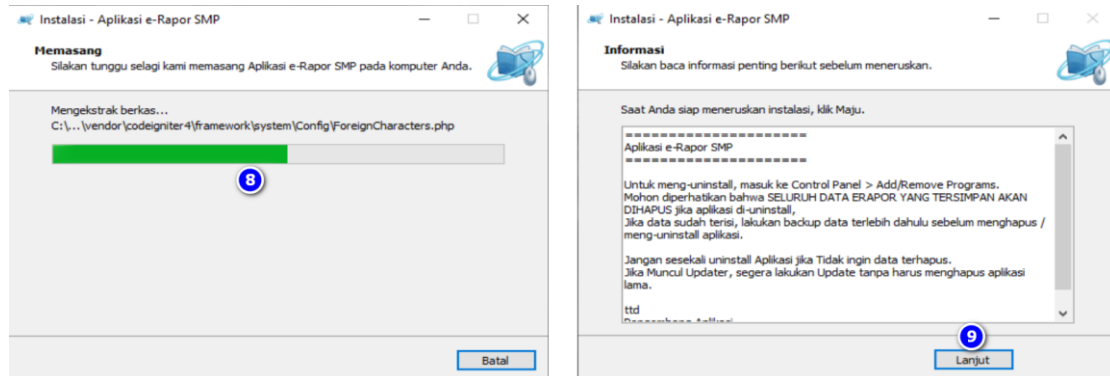 Instalasi - Aplikasi e-Rapor SMP
Memasang
Silakan tunggu selagi kami memasang Aplikasi e-Rapor SMP pada komputer Anda.
Mengekstrak berkas...
C:\...\vendor\codeigniter4\framework\system\Config\ForeignCharacters.php
8
Batal
Instalasi - Aplikasi e-Rapor SMP
Informasi
Silakan baca informasi penting berikut sebelum meneruskan.
Saat Anda siap meneruskan instalasi, klik Maju.
======================
Aplikasi e-Rapor SMP
======================
Untuk meng-uninstall, masuk ke Control Panel > Add/Remove Programs.
Mohon diperhatikan bahwa SELURUH DATA ERAPOR YANG TERSIMPAN AKAN
DIHAPUS jika aplikasi di-uninstall,
Jika data sudah terisi, lakukan backup data terlebih dahulu sebelum menghapus /
meng-uninstall aplikasi.
Jangan sesekali uninstall Aplikasi jika Tidak ingin data terhapus.
Jika Muncul Updater, segera lakukan Update tanpa harus menghapus aplikasi
lama.
ttd
9
Lanjut